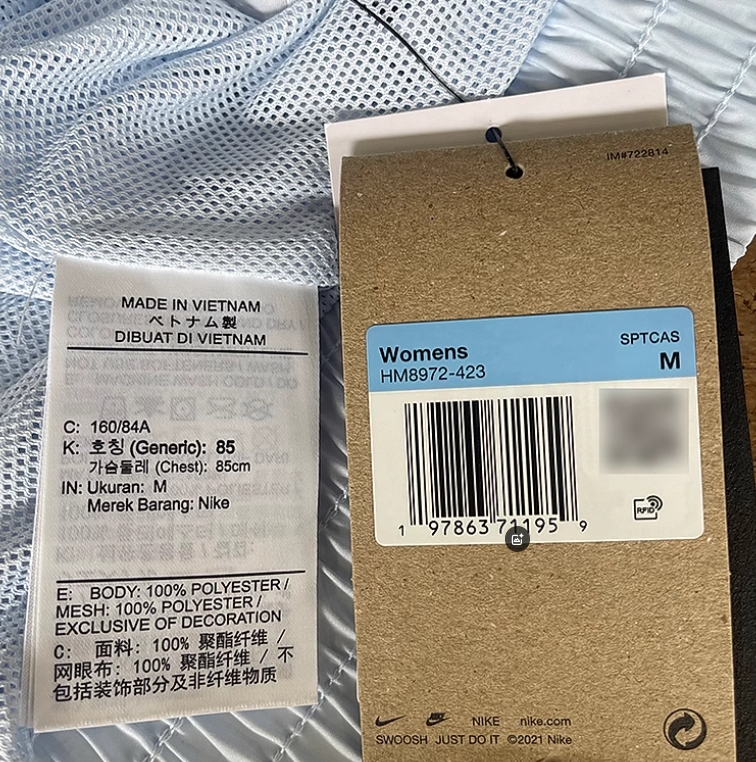 MADE IN VIETNAM
ベトナム製
DIBUAT DI VIETNAM
C: 160/84A
K: 호칭 (Generic): 85
가슴둘레 (Chest): 85cm
IN: Ukuran: M
Merek Barang: Nike
E: BODY: 100% POLYESTER /
MESH: 100% POLYESTER /
EXCLUSIVE OF DECORATION
C: 面料: 100% 聚酯纤维 /
网眼布: 100% 聚酯纤维 / 不
包括装饰部分及非纤维物质
IM#722814
Womens
HM8972-423
SPTCAS
M
1 97863 71195 9
RFID
NIKE nike.com
SWOOSH JUST DO IT ©2021 Nike